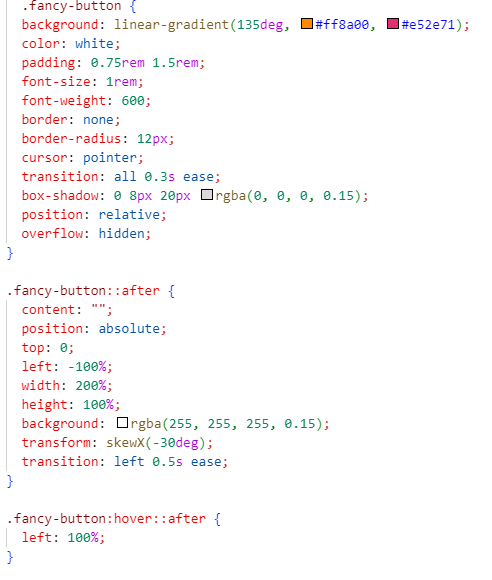 .fancy-button {
background: linear-gradient(135deg, #ff8a00, #e52e71);
color: white;
padding: 0.75rem 1.5rem;
font-size: 1rem;
font-weight: 600;
border: none;
border-radius: 12px;
cursor: pointer;
transition: all 0.3s ease;
box-shadow: 0 8px 20px rgba(0, 0, 0, 0.15);
position: relative;
overflow: hidden;
}
.fancy-button::after {
content: "";
position: absolute;
top: 0;
left: -100%;
width: 200%;
height: 100%;
background: rgba(255, 255, 255, 0.15);
transform: skewX(-30deg);
transition: left 0.5s ease;
}
.fancy-button:hover::after {
left: 100%;
}